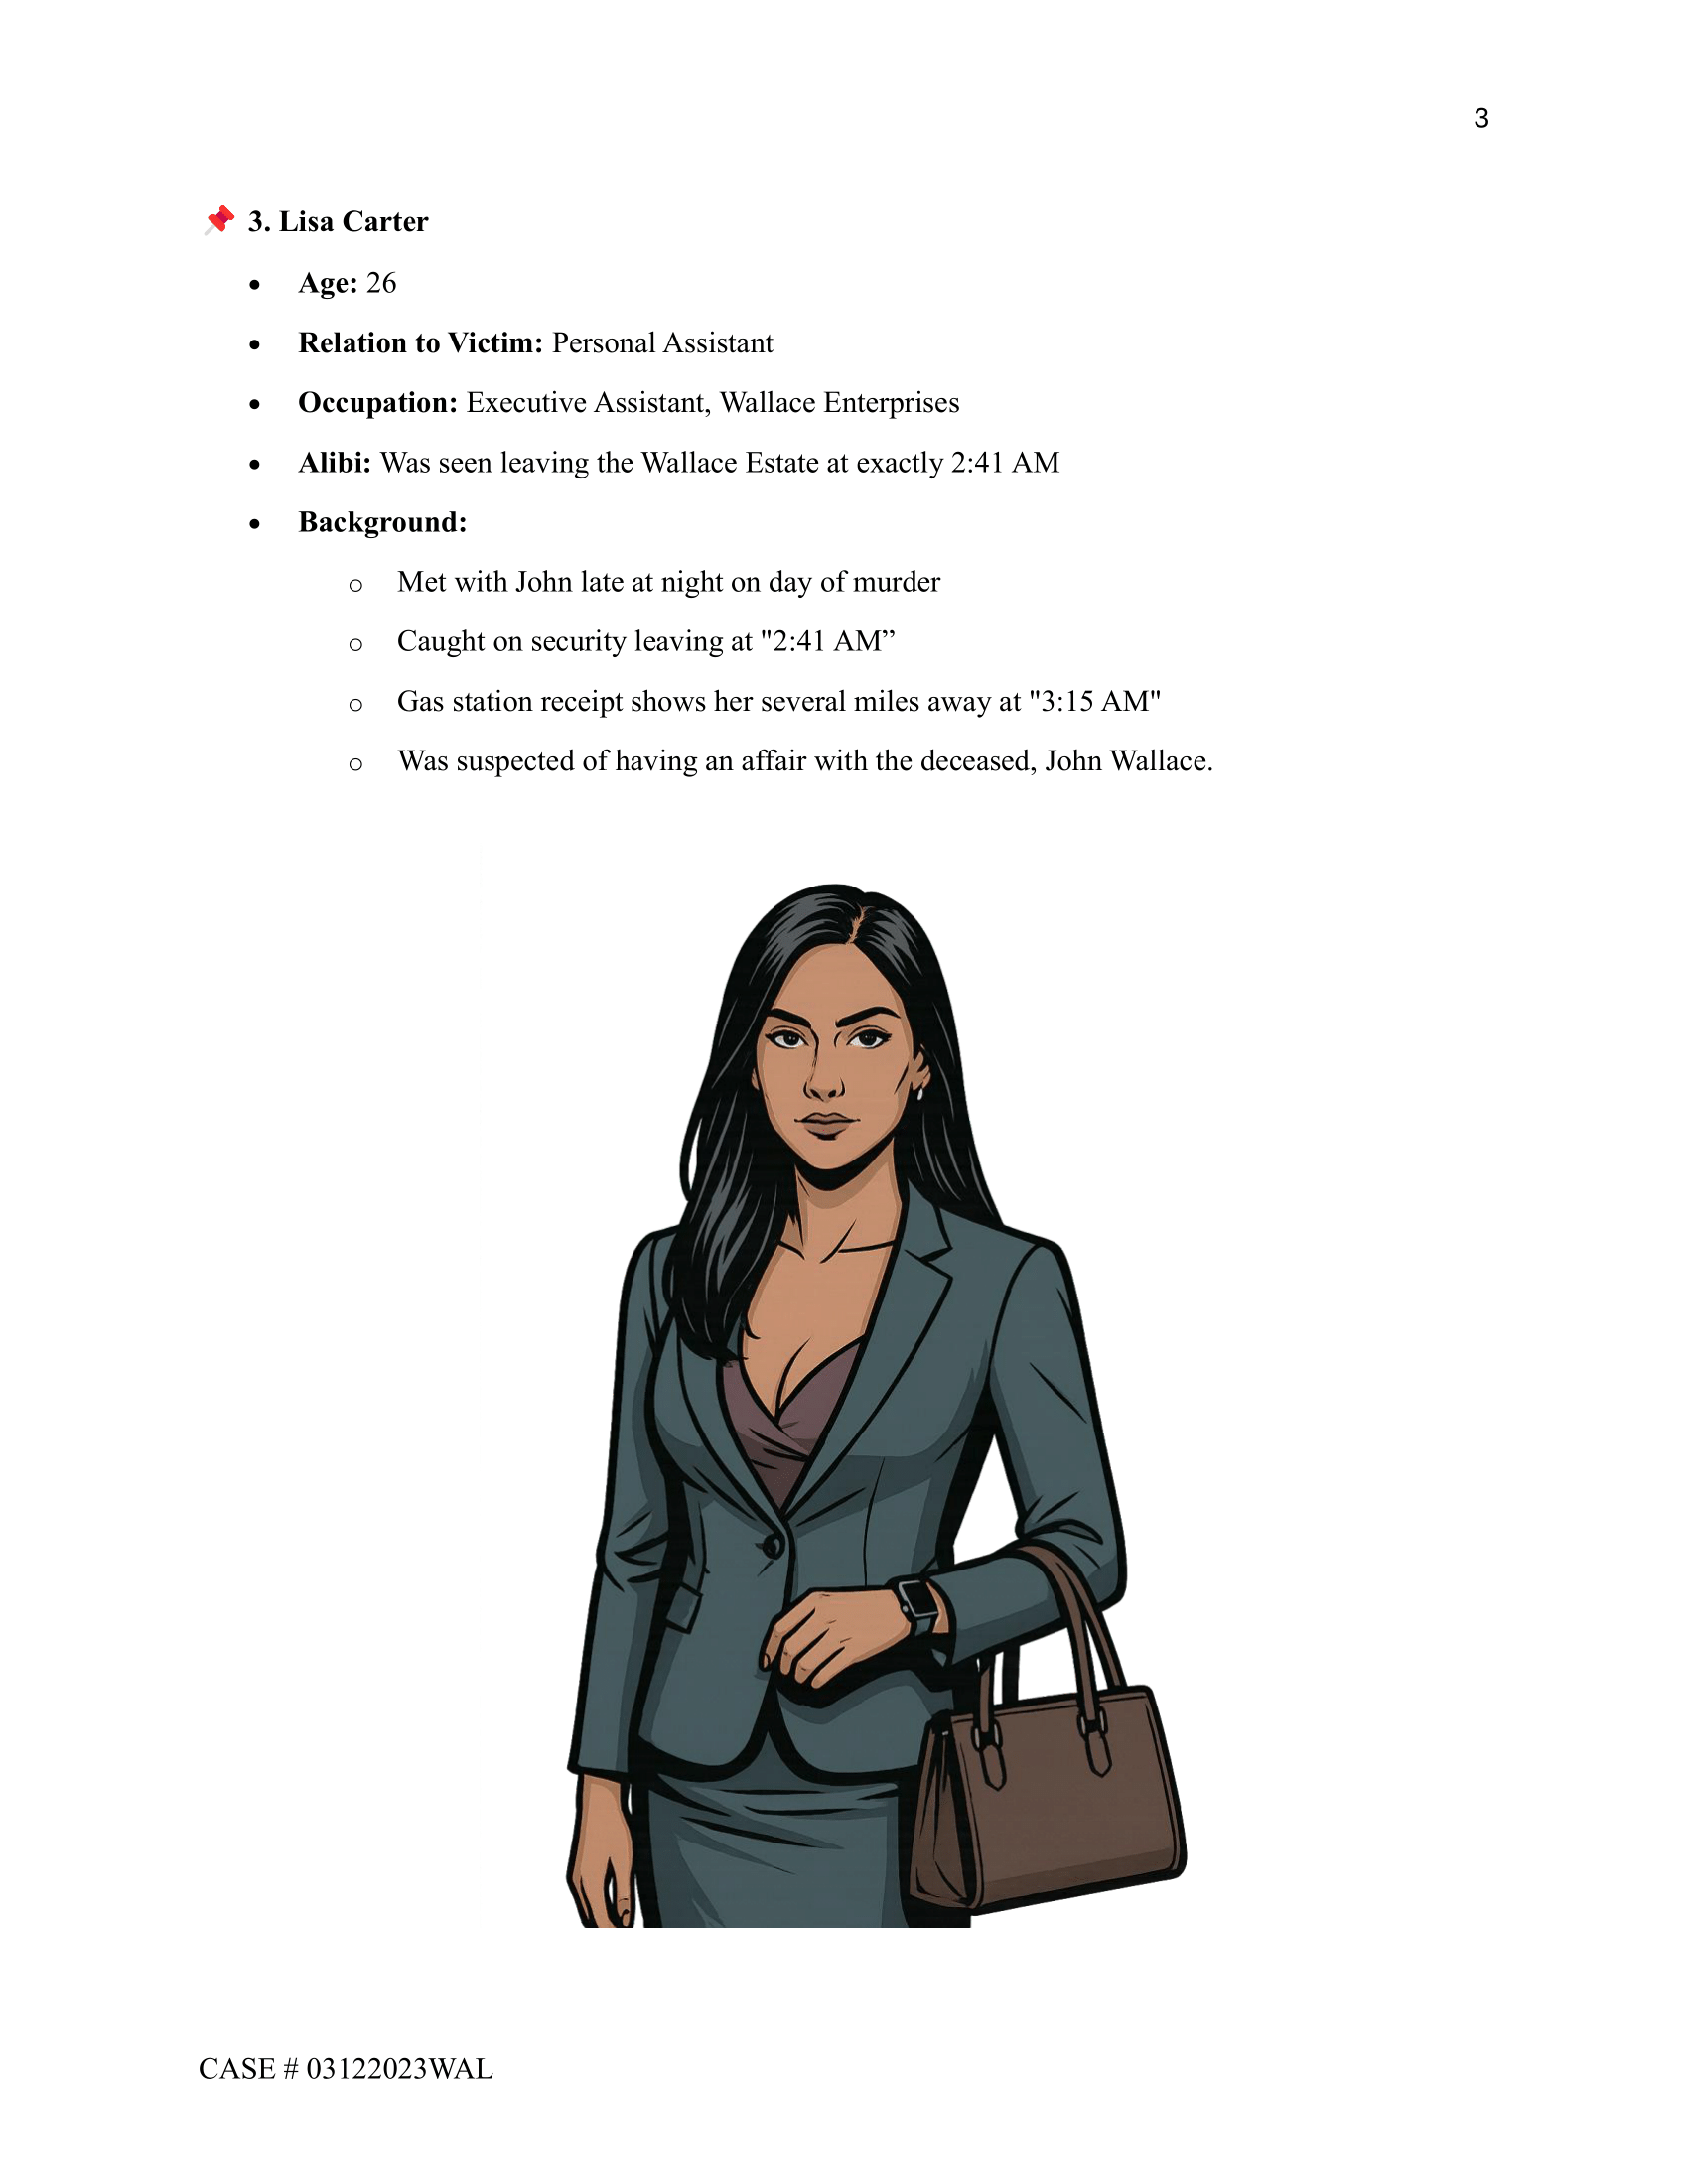 3
📌 3. Lisa Carter
• Age: 26
• Relation to Victim: Personal Assistant
• Occupation: Executive Assistant, Wallace Enterprises
• Alibi: Was seen leaving the Wallace Estate at exactly 2:41 AM
• Background:
o Met with John late at night on day of murder
o Caught on security leaving at "2:41 AM”
o Gas station receipt shows her several miles away at "3:15 AM"
o Was suspected of having an affair with the deceased, John Wallace.
CASE # 03122023WAL